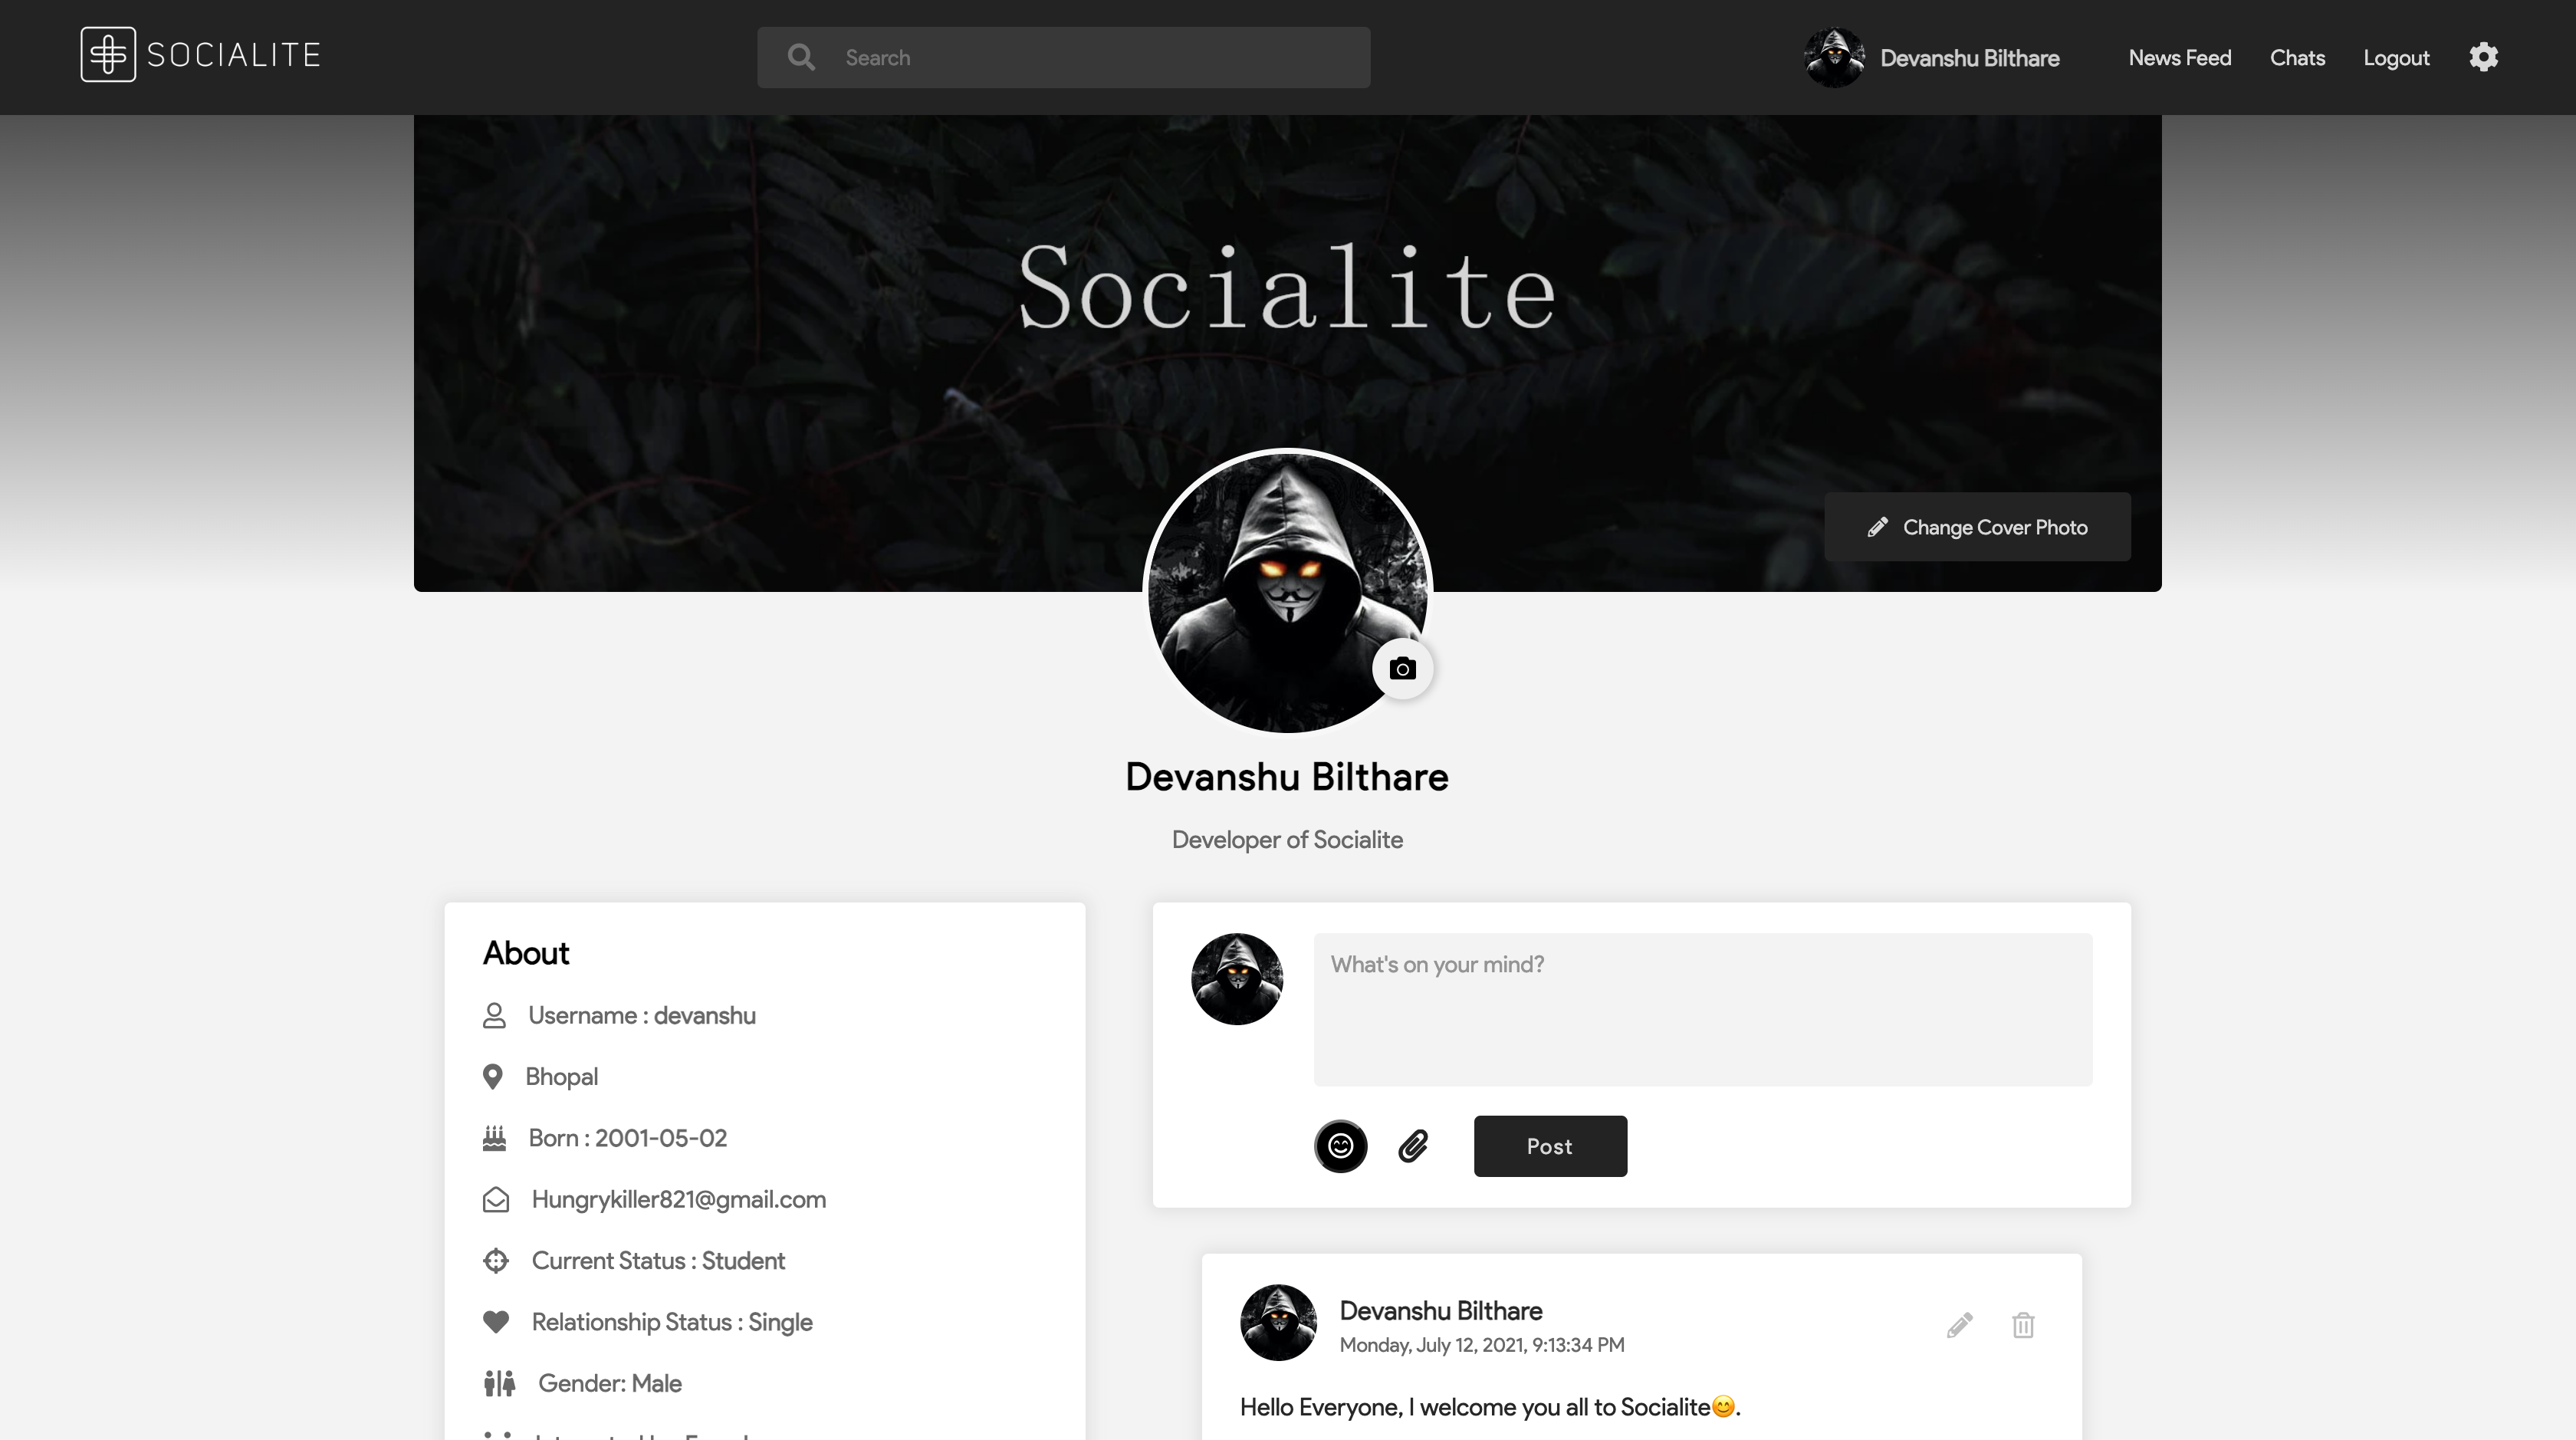 SOCIALITE
Search
Devanshu Bilthare
News Feed
Chats
Logout
Socialite
Change Cover Photo
Devanshu Bilthare
Developer of Socialite
About
Username : devanshu
Bhopal
Born : 2001-05-02
Hungrykiller821@gmail.com
Current Status : Student
Relationship Status : Single
Gender: Male
What's on your mind?
Post
Devanshu Bilthare
Monday, July 12, 2021, 9:13:34 PM
Hello Everyone, I welcome you all to Socialite😊.